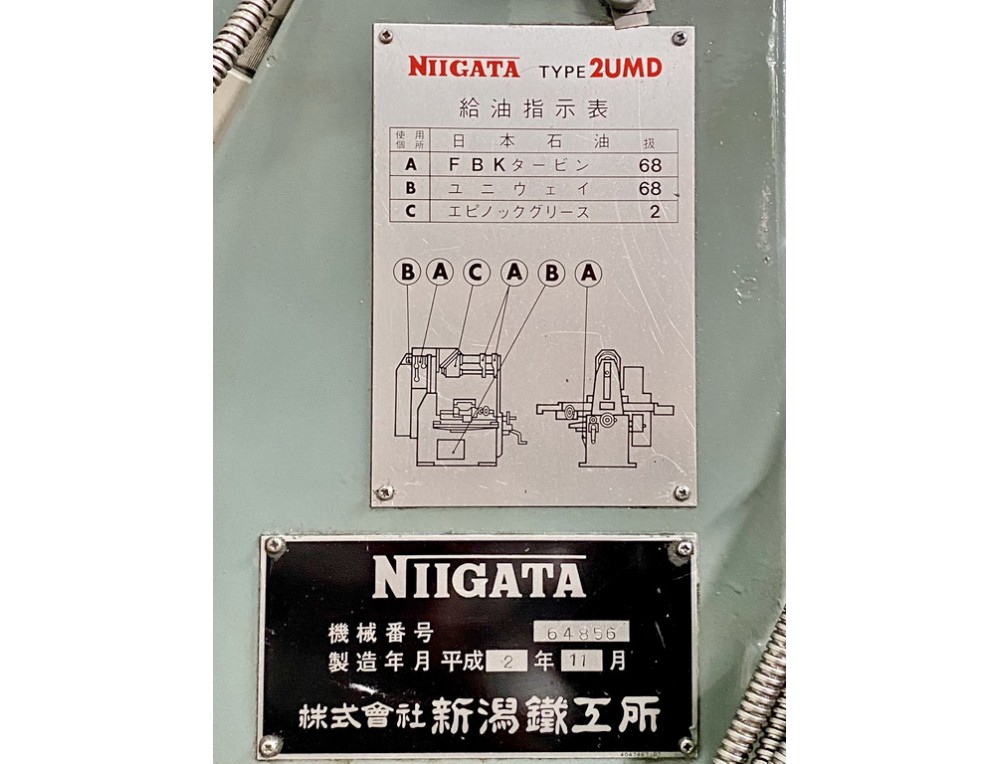 NIIGATA TYPE 2UMD
給油指示表
使用個所 日本石油 扱
A FBKタービン 68
B ユニウェイ 68
C エピノックグリース 2
B A C A B A
NIIGATA
機械番号 64856
製造年月 平成 2 年 11 月
株式會社 新潟鐵工所